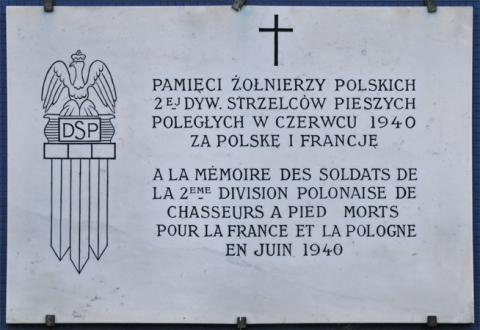 DSP
PAMIĘCI ŻOŁNIERZY POLSKICH
2EJ DYW. STRZELCÓW PIESZYCH
POLEGŁYCH W CZERWCU 1940
ZA POLSKĘ I FRANCJĘ
A LA MÉMOIRE DES SOLDATS DE
LA 2EME DIVISION POLONAISE DE
CHASSEURS A PIED MORTS
POUR LA FRANCE ET LA POLOGNE
EN JUIN 1940